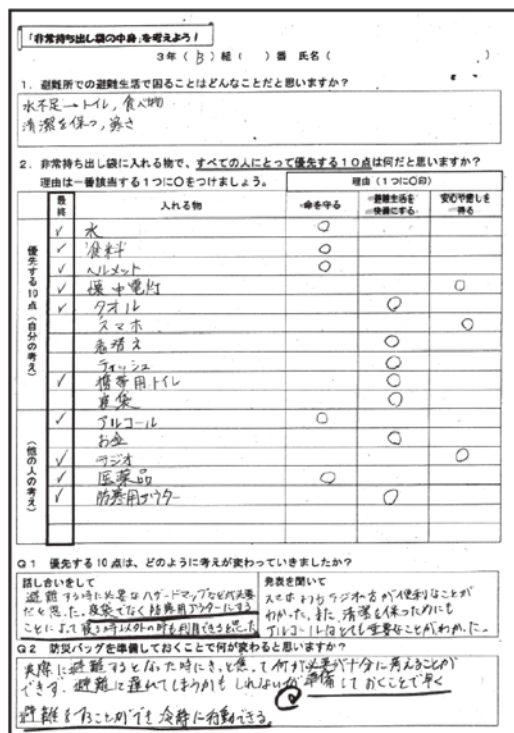 「非常持ち出し袋の中身」を考えよう!
3年(B)組( )番 氏名( )
1. 避難所での避難生活で困ることはどんなことだと思いますか?
水不足→トイレ,食べ物
清潔を保つ,寒さ
2. 非常持ち出し袋に入れる物で、すべての人にとって優先する10点は何だと思いますか?
理由は一番該当する1つに○をつけましょう。
理由(1つに○印)
最終 入れる物 命を守る 避難生活を快適にする 安心や癒しを得る
優先する10点(自分の考え)
✓ 水 ○
✓ 食料 ○
✓ ヘルメット ○
✓ 懐中電灯 ○
✓ タオル ○
スマホ ○
着替え ○
ティッシュ ○
✓ 携帯用トイレ ○
寝袋 ○
(他の人の考え)
✓ アルコール ○
お金 ○
✓ ラジオ ○
✓ 医薬品 ○
✓ 防寒用アウター ○
Q1 優先する10点は、どのように考えが変わっていきましたか?
話し合いをして
避難する時に必要なハザードマップなどが必要
だと思った。寝袋でなく防寒用アウターにする
ことによって寝る時以外の時も利用できると思った
発表を聞いて
スマホよりもラジオの方が便利なことが
わかった。また、清潔を保つためにも
アルコールはとても重要なことがわかった。
Q2 防災バッグを準備しておくことで何が変わると思いますか?
実際に避難するとなった時にきっと焦って何が必要か十分に考えることが
できず、避難に遅れてしまうかもしれないが準備しておくことで早く
避難をすることができ冷静に行動できる